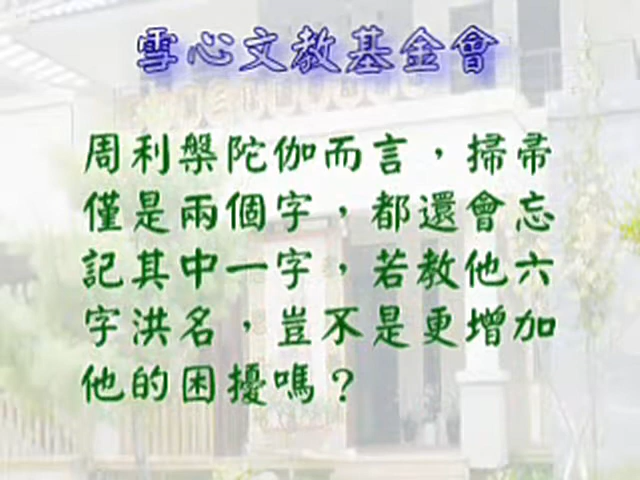 雪心文教基金會
周利槃陀伽而言，掃帚
僅是兩個字，都還會忘
記其中一字，若教他六
字洪名，豈不是更增加
他的困擾嗎？